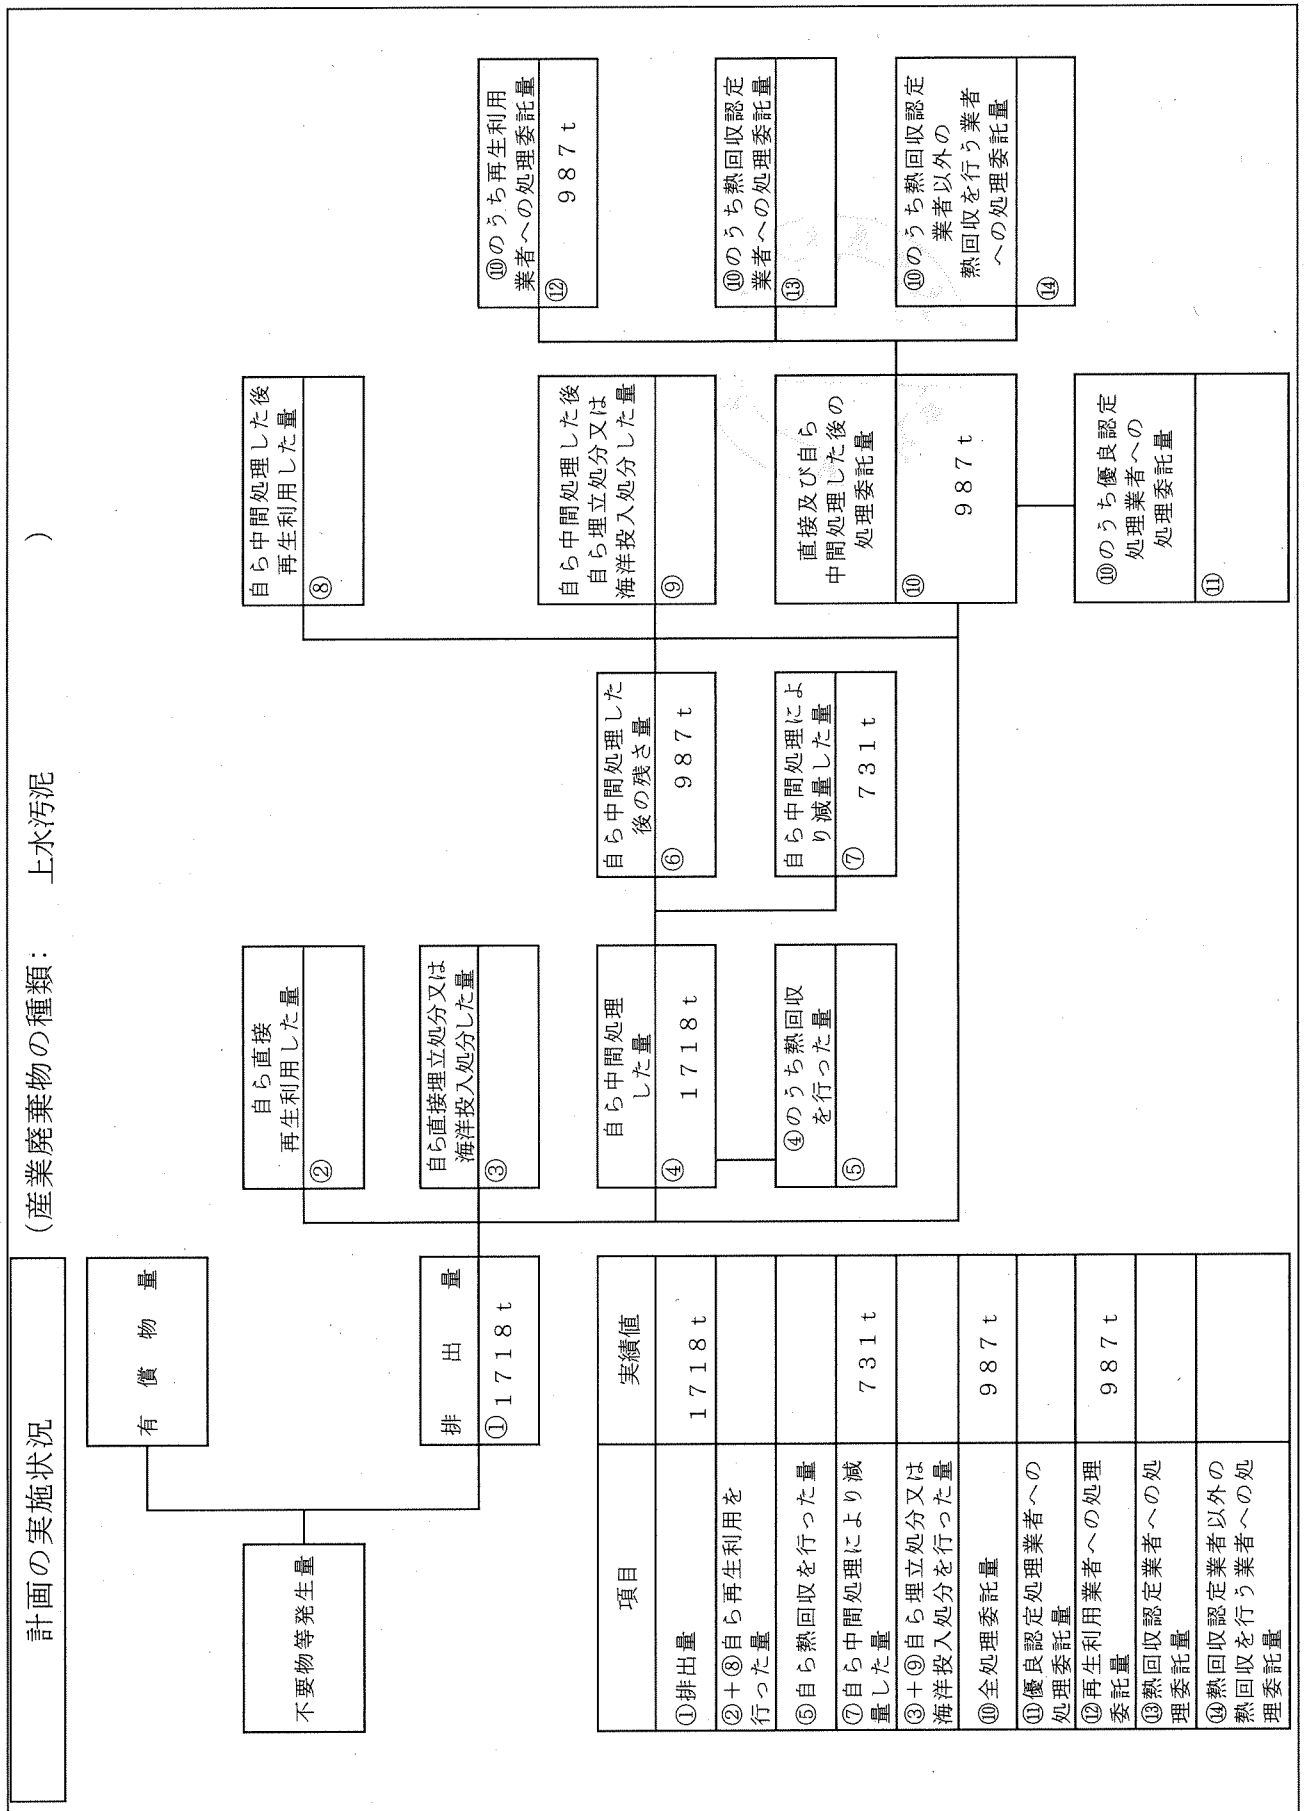 計画の実施状況
(産業廃棄物の種類： 上水汚泥 )
不要物等発生量
有償物量
排出量
①1718t
自ら直接
再生利用した量
②
自ら直接埋立処分又は
海洋投入処分した量
③
自ら中間処理
した量
④ 1718t
④のうち熱回収
を行った量
⑤
自ら中間処理した
後の残さ量
⑥ 987t
自ら中間処理によ
り減量した量
⑦ 731t
自ら中間処理した後
再生利用した量
⑧
自ら中間処理した後
自ら埋立処分又は
海洋投入処分した量
⑨
直接及び自ら
中間処理した後の
処理委託量
⑩ 987t
⑩のうち優良認定
処理業者への
処理委託量
⑪
⑩のうち再生利用
業者への処理委託量
⑫ 987t
⑩のうち熱回収認定
業者への処理委託量
⑬
⑩のうち熱回収認定
業者以外の
熱回収を行う業者
への処理委託量
⑭
項目 実績値
①排出量 1718t
②+⑧自ら再生利用を
行った量
⑤自ら熱回収を行った量
⑦自ら中間処理により減
量した量 731t
③+⑨自ら埋立処分又は
海洋投入処分を行った量
⑩全処理委託量 987t
⑪優良認定処理業者への
処理委託量
⑫再生利用業者への処理
委託量 987t
⑬熱回収認定業者への処
理委託量
⑭熱回収認定業者以外の
熱回収を行う業者への処
理委託量